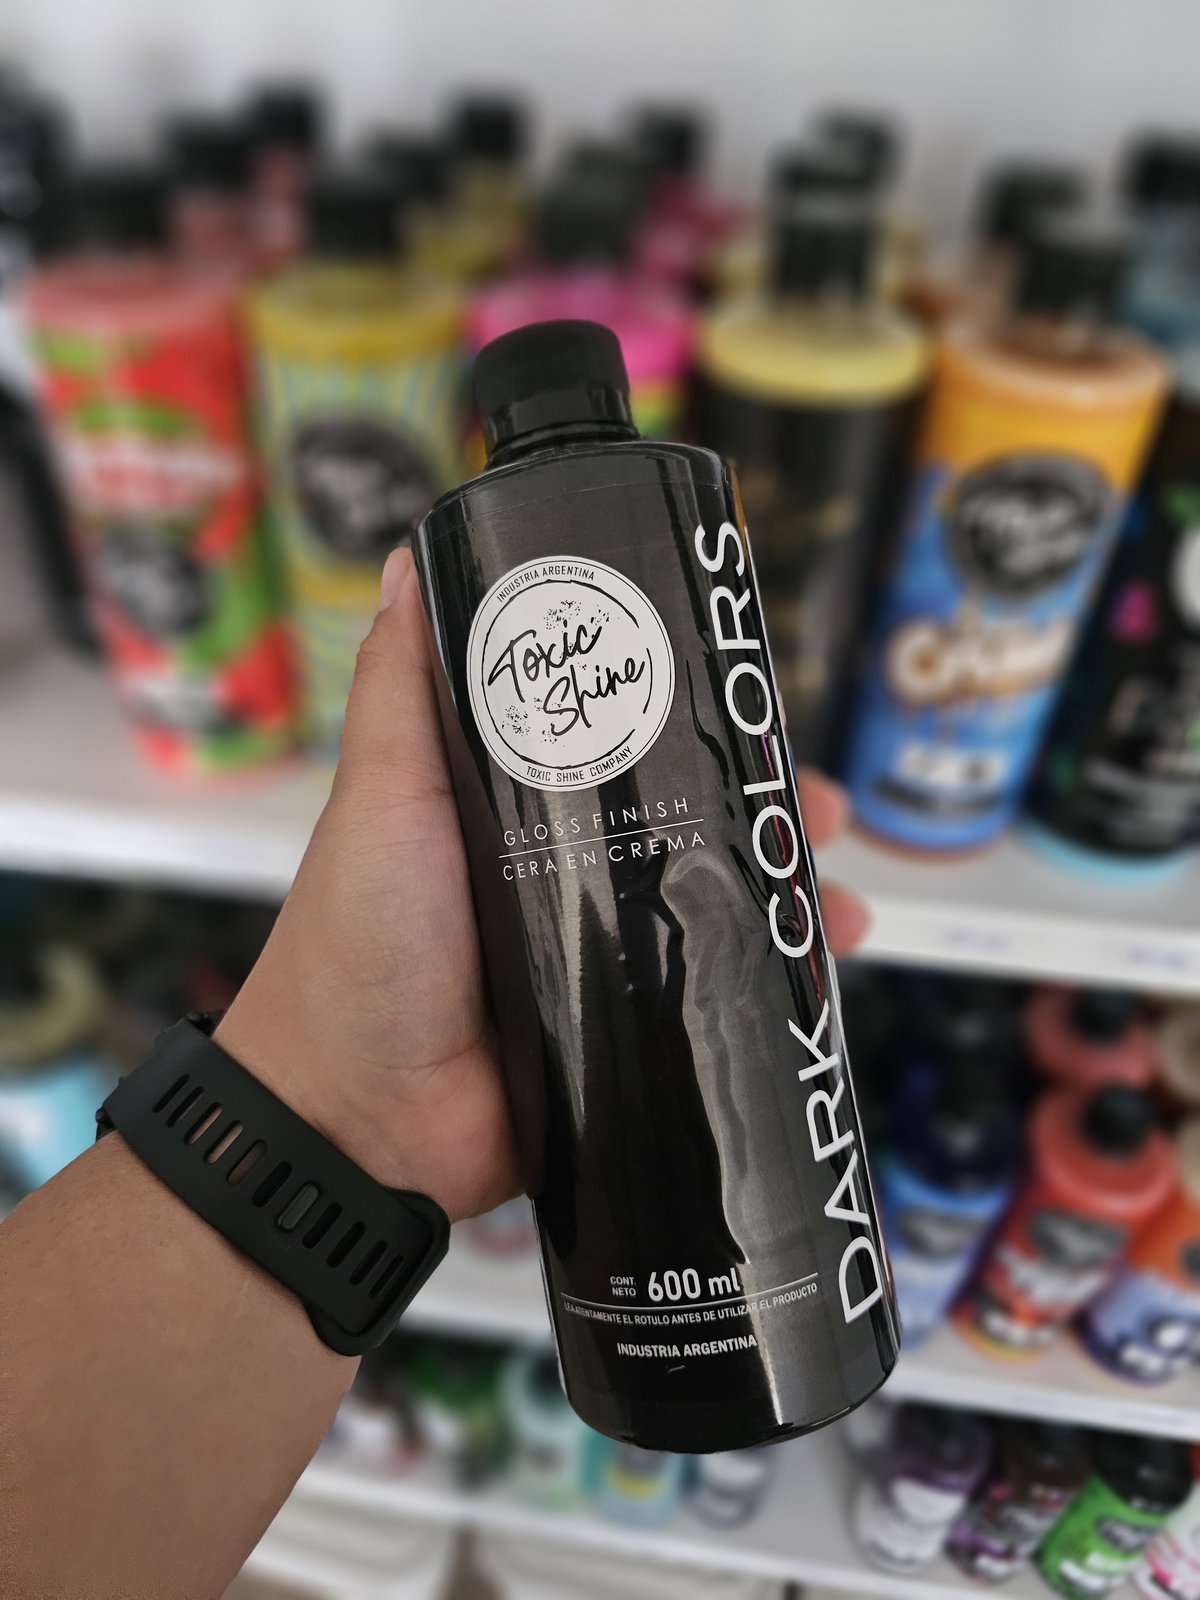 INDUSTRIA ARGENTINA
Toxic
Shine
TOXIC SHINE COMPANY
GLOSS FINISH
CERA EN CREMA
DARK COLORS
CONT. NETO 600 ml
LEA ATENTAMENTE EL ROTULO ANTES DE UTILIZAR EL PRODUCTO
INDUSTRIA ARGENTINA